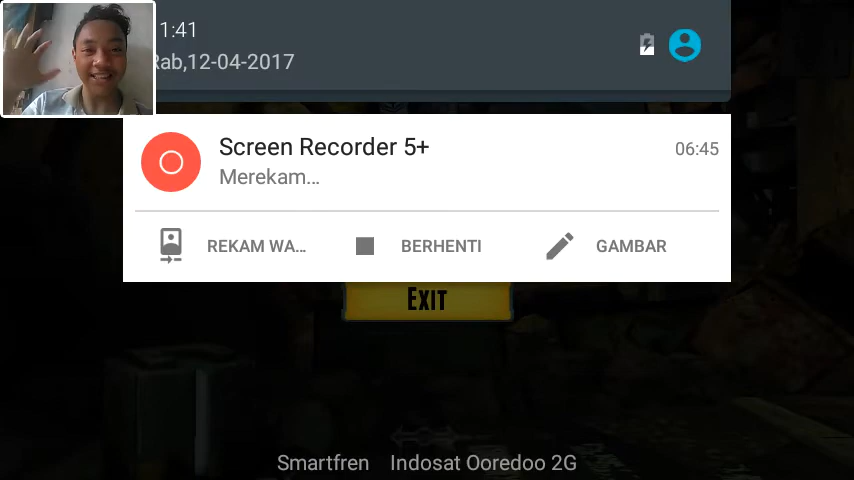 1:41
Rab,12-04-2017
Screen Recorder 5+
06:45
Merekam...
REKAM WA...
BERHENTI
GAMBAR
EXIT
Smartfren Indosat Ooredoo 2G